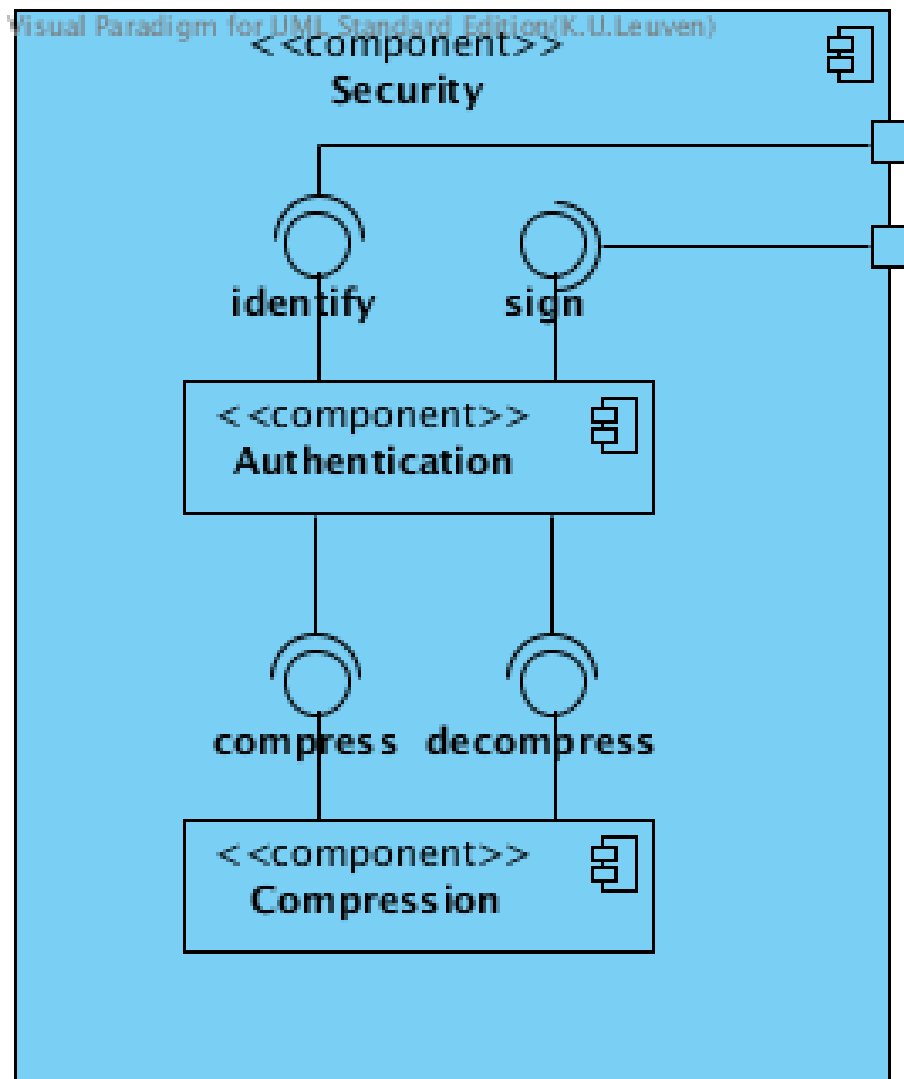 Visual Paradigm for UML Standard Edition(K.U.Leuven)
<<component>>
Security
identify
sign
<<component>>
Authentication
compress
decompress
<<component>>
Compression